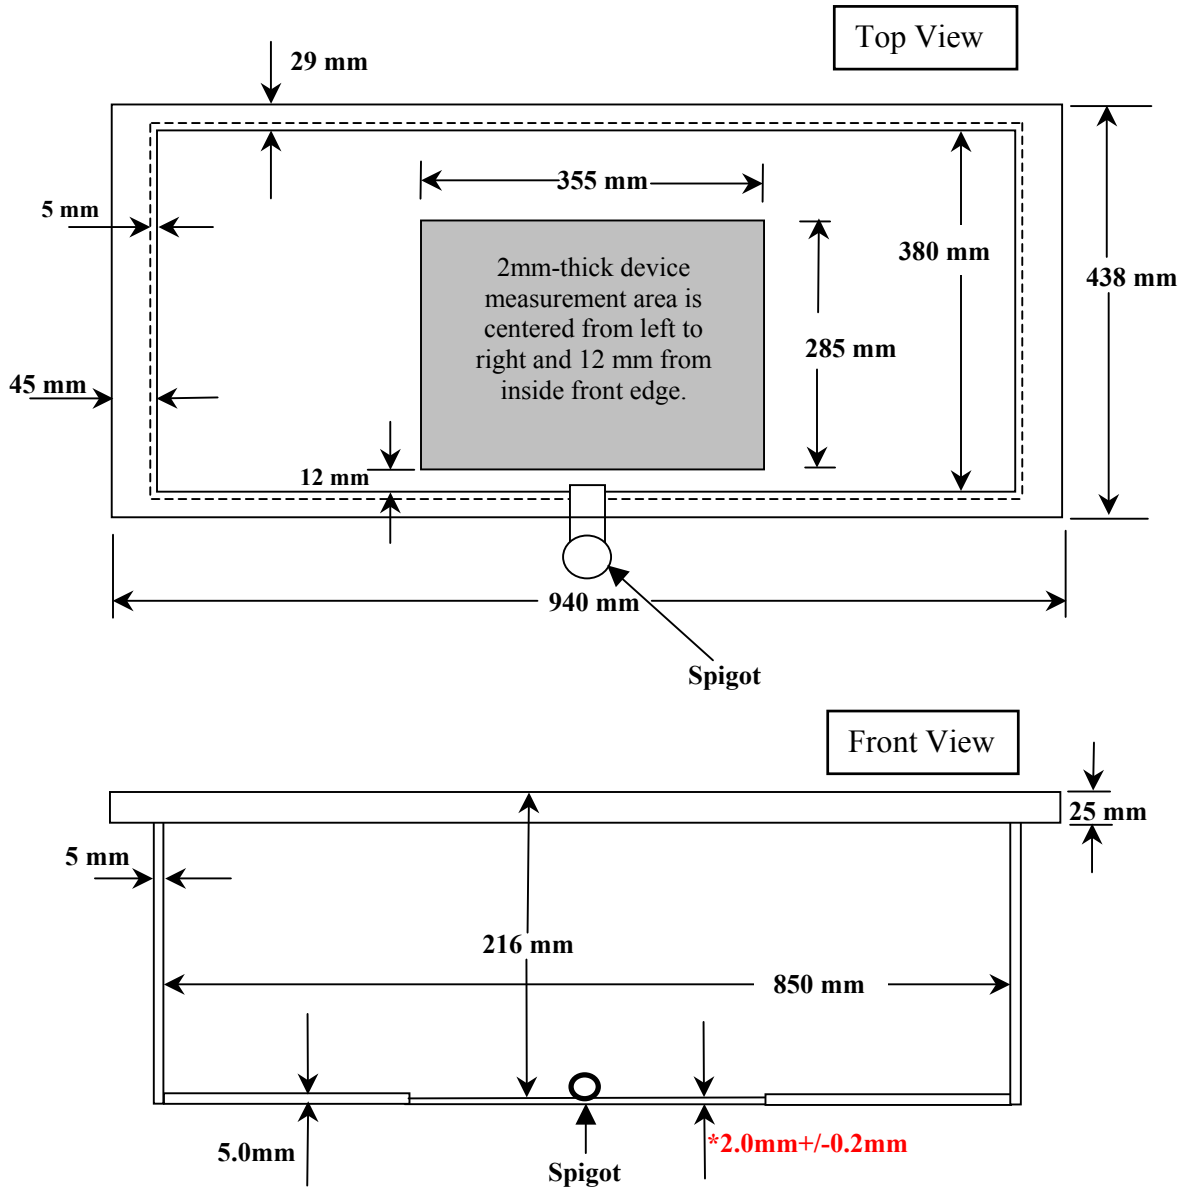 Top View
29 mm
355 mm
5 mm
380 mm
438 mm
2mm-thick device
measurement area is
centered from left to
right and 12 mm from
inside front edge.
285 mm
45 mm
12 mm
940 mm
Spigot
Front View
25 mm
5 mm
216 mm
850 mm
5.0mm
*2.0mm+/-0.2mm
Spigot